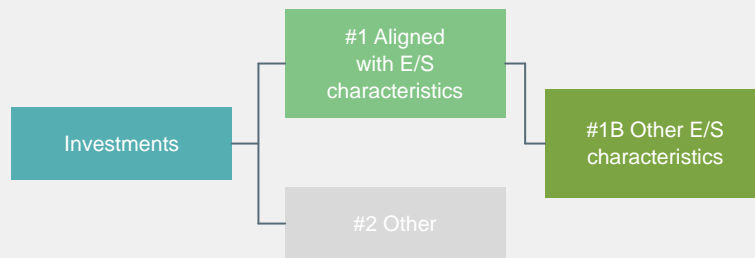 #1 Aligned
with E/S
characteristics
Investments
#1B Other E/S
characteristics
#2 Other